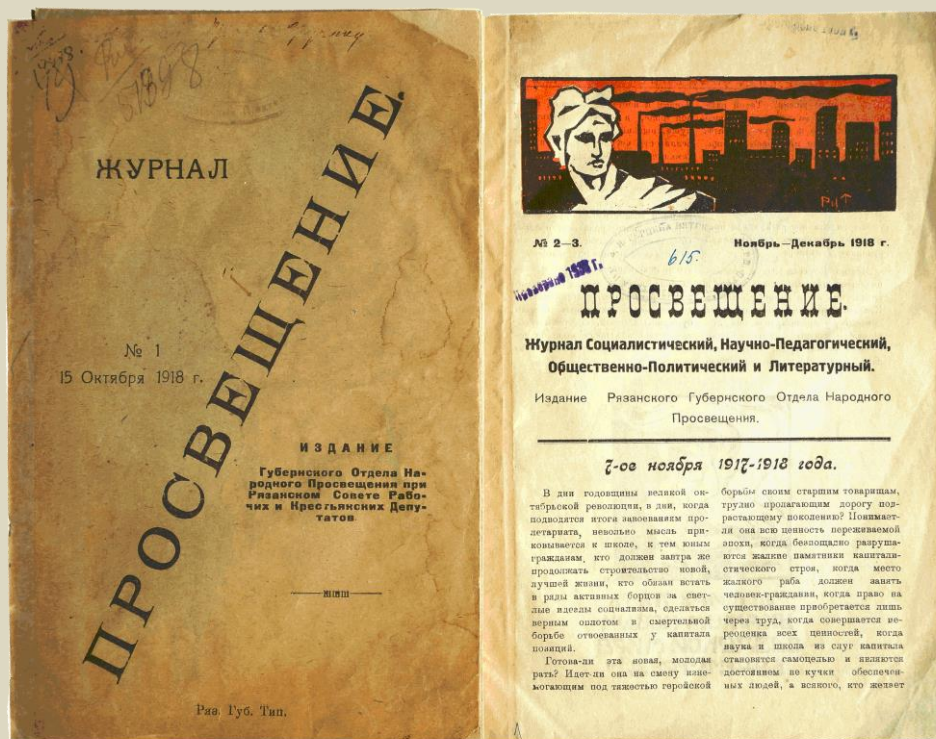 51898
ЖУРНАЛ
ПРОСВЕЩЕНИЕ.
№ 1
15 Октября 1918 г.
ИЗДАНИЕ
Губернского Отдела На-
родного Просвещения при
Рязанском Совете Рабо-
чих и Крестьянских Депу-
татов
Ряз. Губ. Тип.
№ 2—3.
Ноябрь—Декабрь 1918 г.
615.
Проверено
ПРОСВЕЩЕНИЕ.
Журнал Социалистический, Научно-Педагогический,
Общественно-Политический и Литературный.
Издание Рязанского Губернского Отдела Народного
Просвещения.
7-ое ноября 1917-1918 года.
В дни годовщины великой ок-
тябрьской революции, в дни, когда
подводятся итоги завоеваниям про-
летариата, невольно мысль при-
ковывается к школе, к тем юным
гражданам, кто должен завтра же
продолжать строительство новой,
лучшей жизни, кто обязан встать
в ряды активных борцов за свет-
лые идеалы социализма, сделаться
верным оплотом в смертельной
борьбе отвоеванных у капитала
позиций.
Готова-ли эта новая, молодая
рать? Идет-ли она на смену изне-
могающим под тяжестью геройской
борьбы своим старшим товарищам,
трудно пролагающим дорогу под-
растающему поколению? Понимает-
ли она всю ценность переживаемой
эпохи, когда безпощадно разруша-
ются жалкие памятники капитали-
стического строя, когда место
жалкого раба должен занять
человек-гражданин, когда право на
существование приобретается лишь
через труд, когда совершается пе-
реоценка всех ценностей, когда
наука и школа из слуг капитала
становятся самоцелью и являются
достоянием не кучки обеспечен-
ных людей, а всякого, кто желает